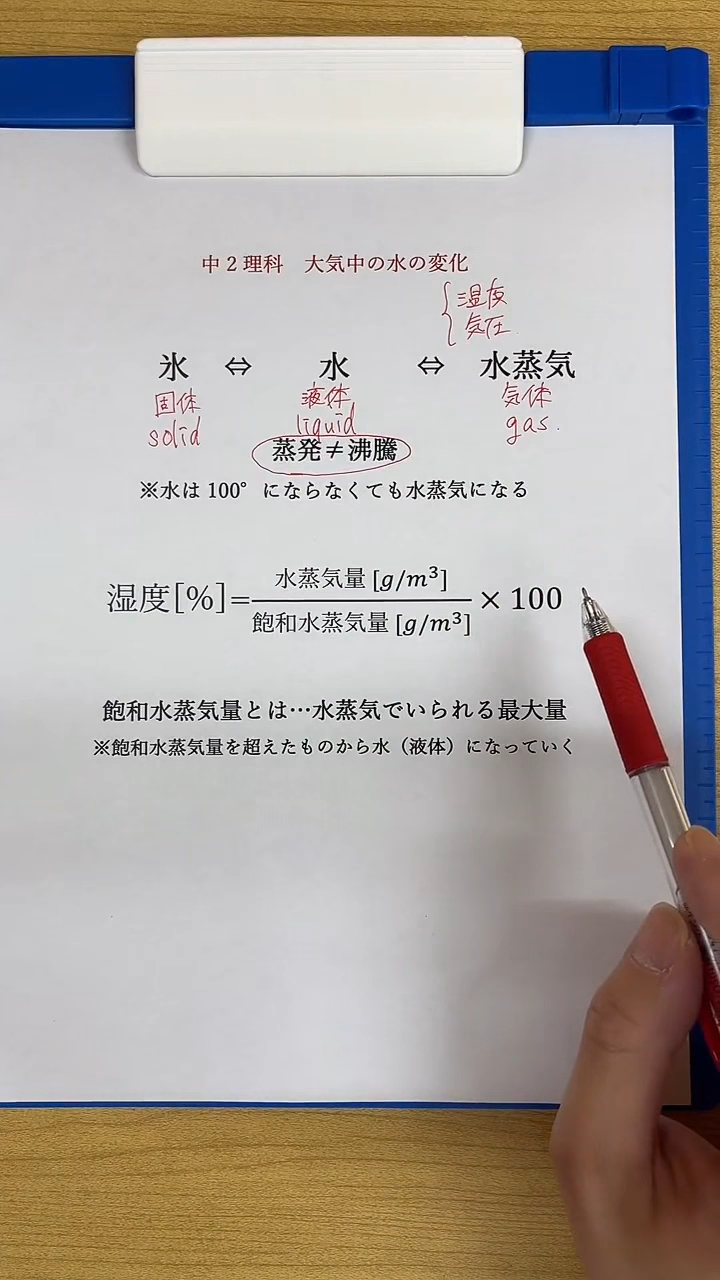 中２理科　大気中の水の変化
湿度
気圧
氷 ⇔ 水 ⇔ 水蒸気
固体 液体 気体
solid liquid gas.
蒸発≠沸騰
※水は 100°にならなくても水蒸気になる
湿度[%]=水蒸気量 [g/m³]/飽和水蒸気量 [g/m³] × 100
飽和水蒸気量とは…水蒸気でいられる最大量
※飽和水蒸気量を超えたものから水（液体）になっていく